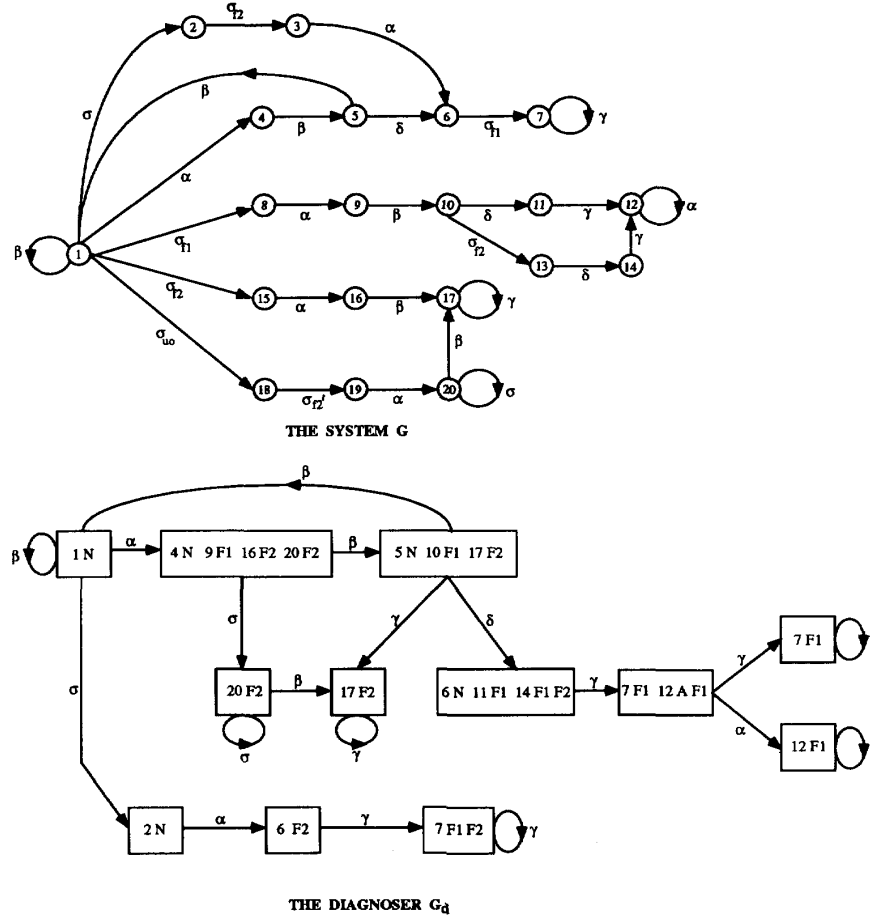 σf2
2
3
α
β
σ
4
β
5
δ
6
σf1
7
γ
α
8
α
9
β
10
δ
11
γ
12
α
σf1
σf2
γ
β
1
13
δ
14
σf2
15
α
16
β
17
γ
σuo
β
18
σf2'
19
α
20
σ
THE SYSTEM G
β
β
1 N
α
4 N 9 F1 16 F2 20 F2
β
5 N 10 F1 17 F2
σ
γ
δ
7 F1
σ
20 F2
β
17 F2
6 N 11 F1 14 F1 F2
γ
7 F1 12 A F1
γ
α
12 F1
σ
γ
2 N
α
6 F2
γ
7 F1 F2
γ
THE DIAGNOSER Gd